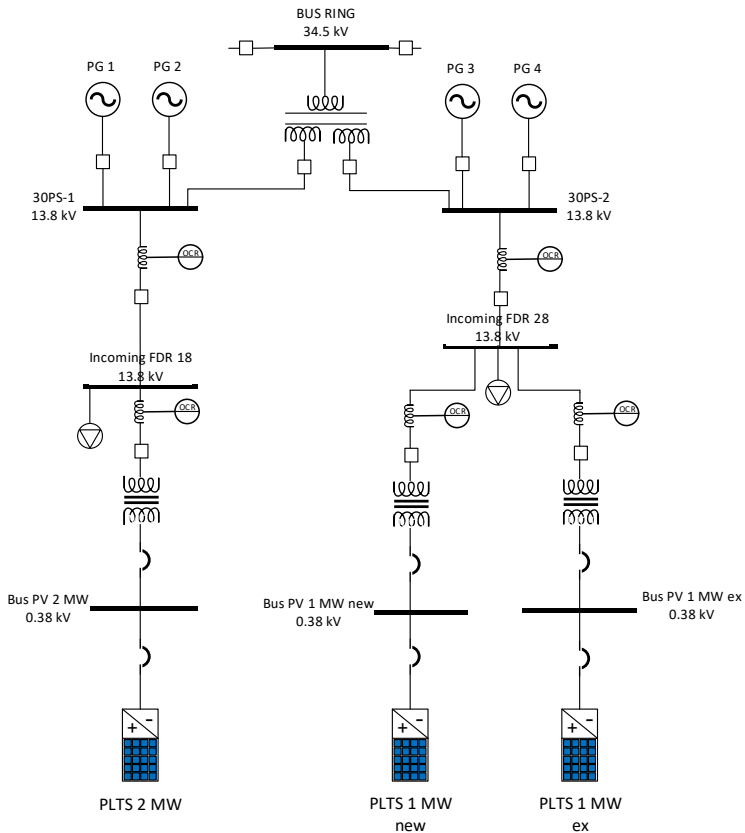 BUS RING
34.5 kV
PG 1
PG 2
PG 3
PG 4
30PS-1
13.8 kV
30PS-2
13.8 kV
OCR
OCR
Incoming FDR 28
13.8 kV
Incoming FDR 18
13.8 kV
OCR
OCR
OCR
Bus PV 2 MW
0.38 kV
Bus PV 1 MW new
0.38 kV
Bus PV 1 MW ex
0.38 kV
PLTS 2 MW
PLTS 1 MW
new
PLTS 1 MW
ex